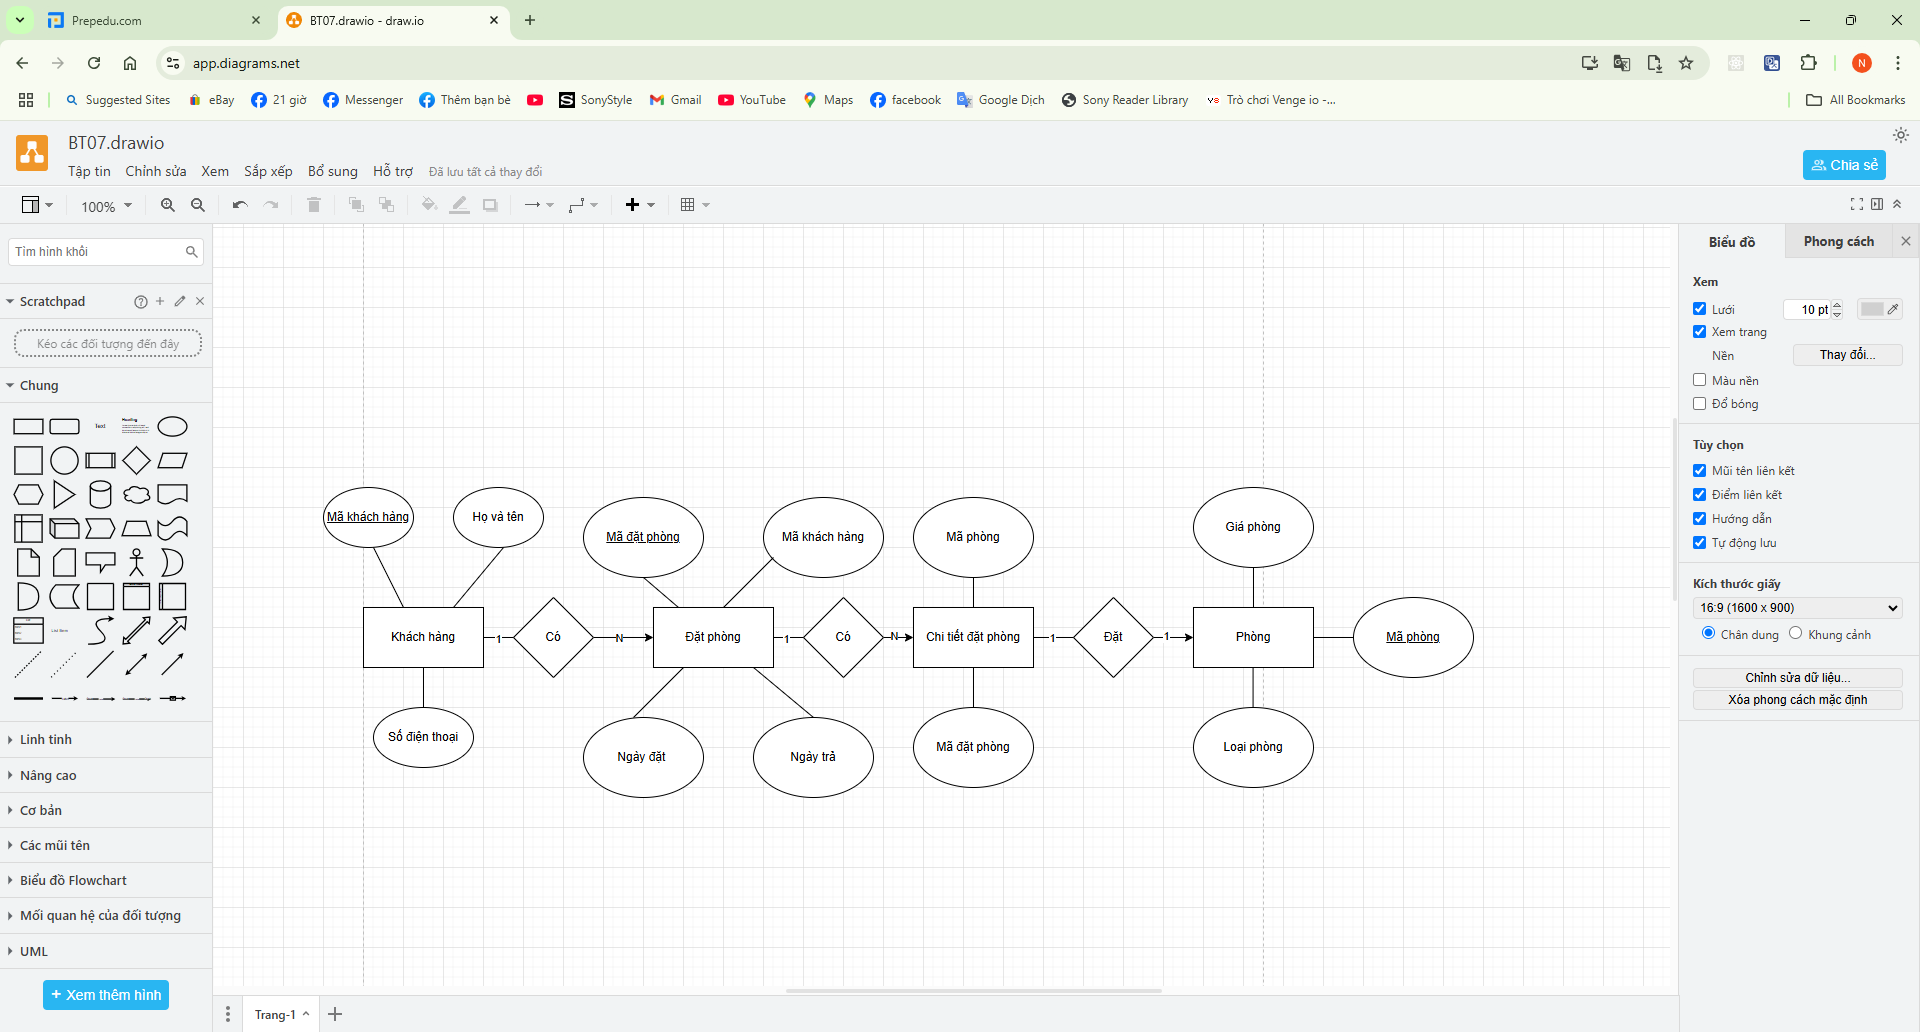 Prepedu.com
BT07.drawio - draw.io
app.diagrams.net
N
Suggested Sites
eBay
21 giờ
Messenger
Thêm bạn bè
SonyStyle
Gmail
YouTube
Maps
facebook
Google Dịch
Sony Reader Library
Trò chơi Venge io -...
All Bookmarks
BT07.drawio
Tập tin
Chỉnh sửa
Xem
Sắp xếp
Bổ sung
Hỗ trợ
Đã lưu tất cả thay đổi
Chia sẻ
100%
Tìm hình khối
Scratchpad
Kéo các đối tượng đến đây
Chung
Text
Heading
List Item
Linh tinh
Nâng cao
Cơ bản
Các mũi tên
Biểu đồ Flowchart
Mối quan hệ của đối tượng
UML
+ Xem thêm hình
Mã khách hàng
Họ và tên
Mã đặt phòng
Mã khách hàng
Mã phòng
Giá phòng
Khách hàng
1
Có
N
Đặt phòng
1
Có
N
Chi tiết đặt phòng
1
Đặt
1
Phòng
Mã phòng
Số điện thoại
Ngày đặt
Ngày trả
Mã đặt phòng
Loại phòng
Trang-1
Biểu đồ
Phong cách
Xem
Lưới
10 pt
Xem trang
Nền
Thay đổi...
Màu nền
Đổ bóng
Tùy chọn
Mũi tên liên kết
Điểm liên kết
Hướng dẫn
Tự động lưu
Kích thước giấy
16:9 (1600 x 900)
Chân dung
Khung cảnh
Chỉnh sửa dữ liệu...
Xóa phong cách mặc định